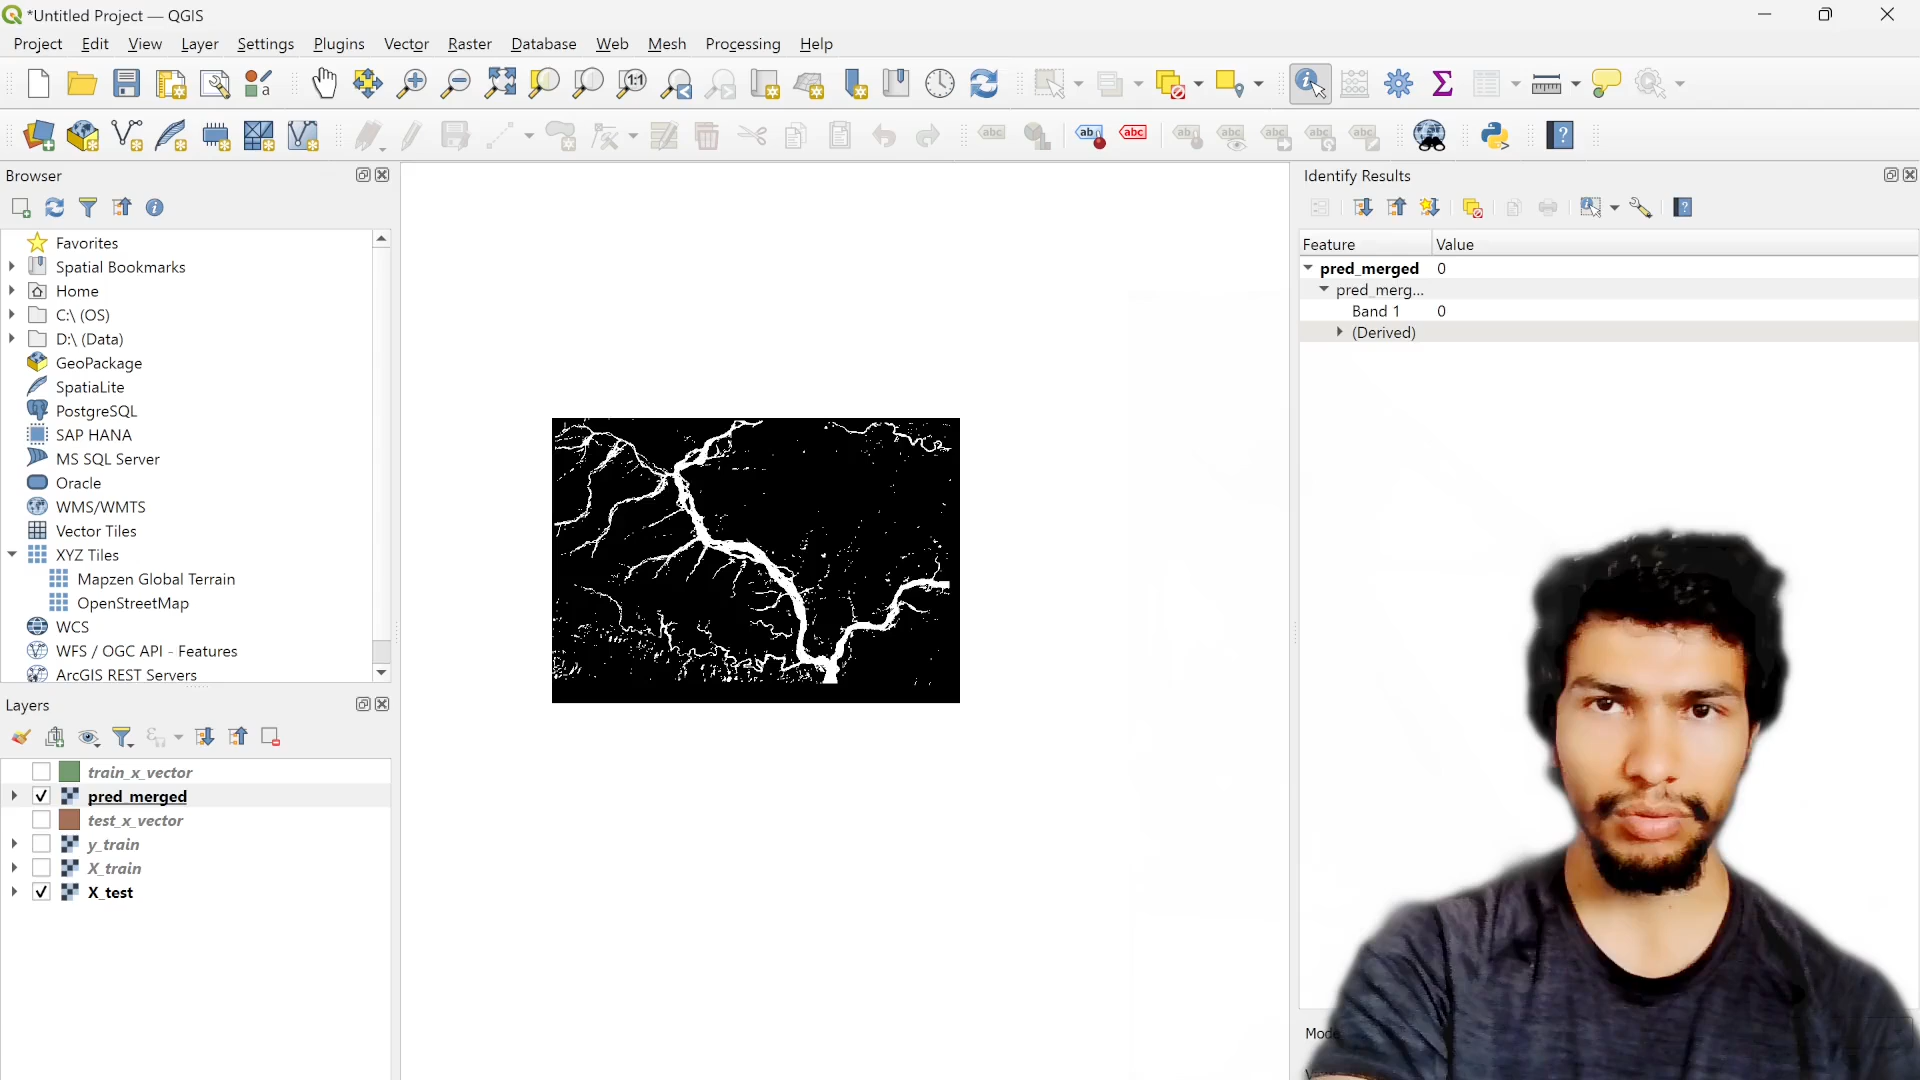 *Untitled Project — QGIS
Project Edit View Layer Settings Plugins Vector Raster Database Web Mesh Processing Help
Browser
Favorites
Spatial Bookmarks
Home
C:\ (OS)
D:\ (Data)
GeoPackage
SpatiaLite
PostgreSQL
SAP HANA
MS SQL Server
Oracle
WMS/WMTS
Vector Tiles
XYZ Tiles
Mapzen Global Terrain
OpenStreetMap
WCS
WFS / OGC API - Features
ArcGIS REST Servers
Layers
train_x_vector
pred_merged
test_x_vector
y_train
X_train
X_test
Identify Results
Feature Value
pred_merged 0
pred_merg...
Band 1 0
(Derived)
Mode